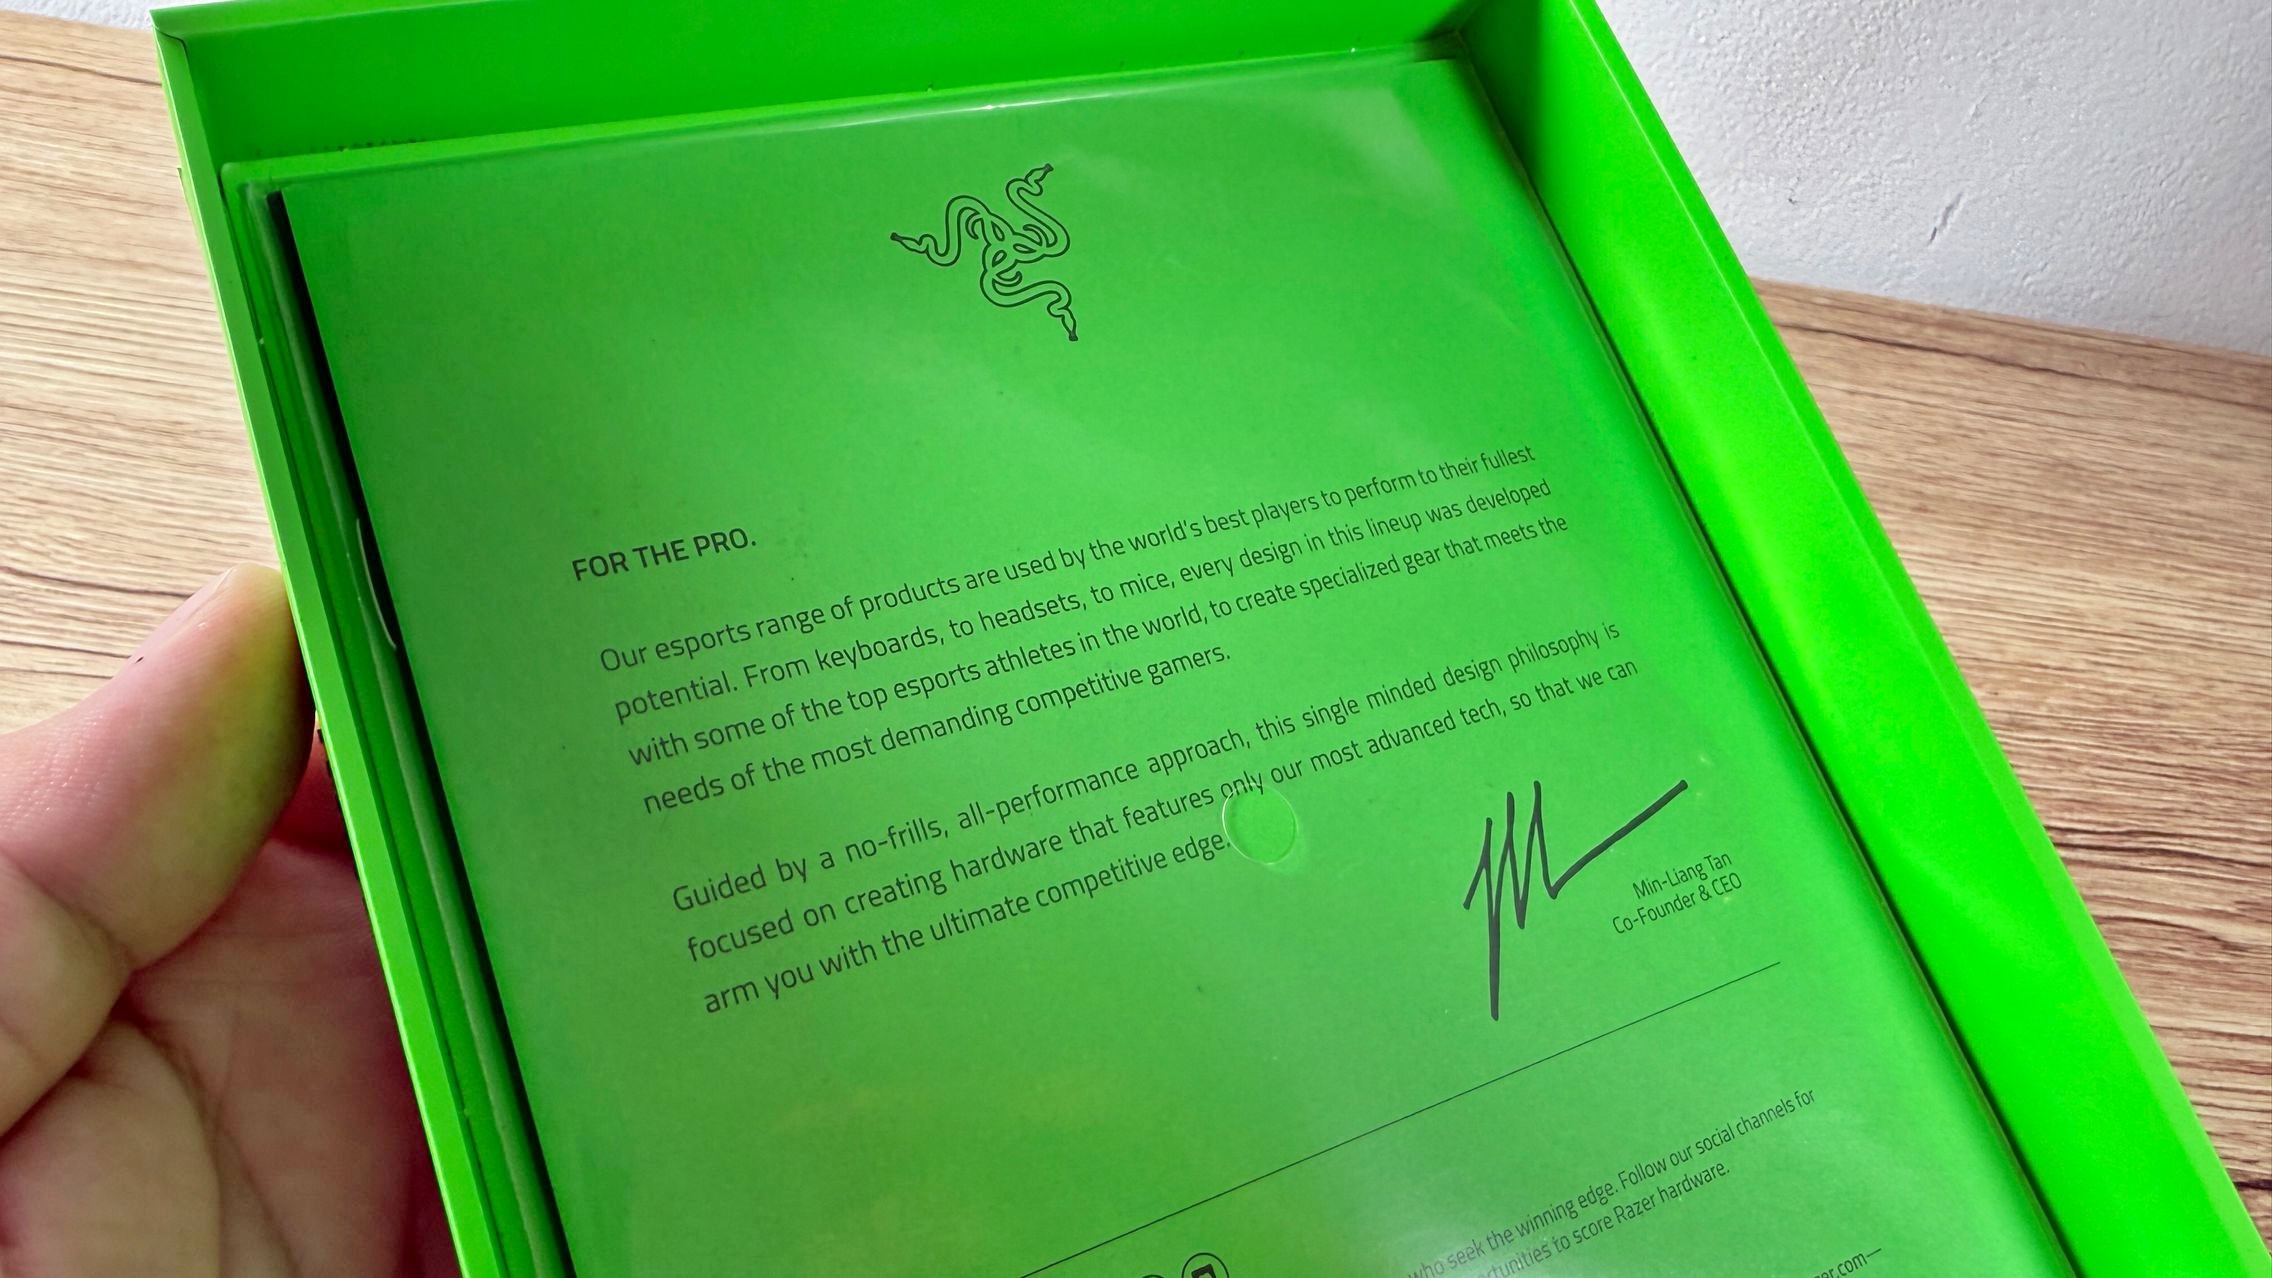 FOR THE PRO.
Our esports range of products are used by the world's best players to perform to their fullest
potential. From keyboards, to headsets, to mice, every design in this lineup was developed
with some of the top esports athletes in the world, to create specialized gear that meets the
needs of the most demanding competitive gamers.
Guided by a no-frills, all-performance approach, this single minded design philosophy is
focused on creating hardware that features only our most advanced tech, so that we can
arm you with the ultimate competitive edge.
Min-Liang Tan
Co-Founder & CEO
who seek the winning edge. Follow our social channels for
to score Razer hardware.